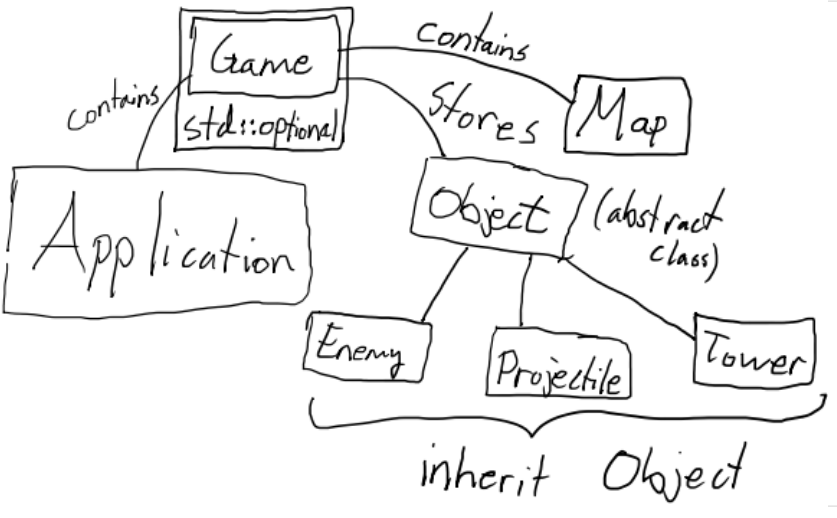 Game
std::optional
contains
contains
Map
Stores
Application
Object
(abstract
class)
Enemy
Projectile
Tower
inherit Object